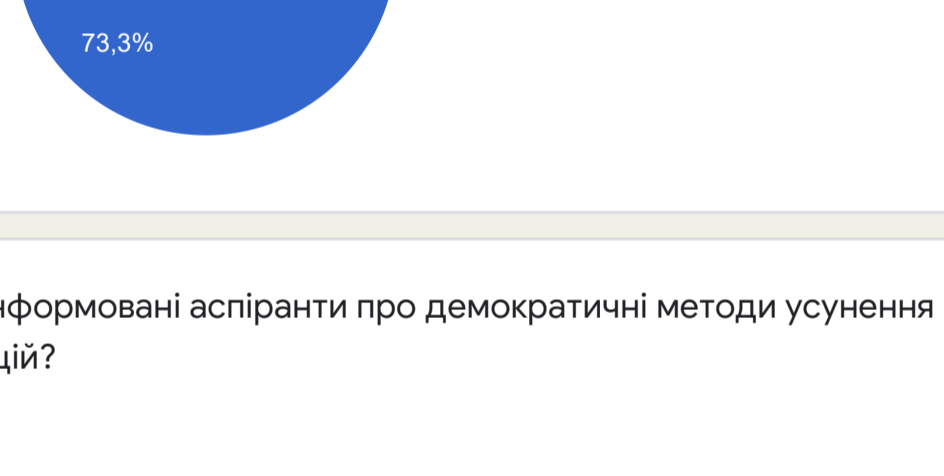 73,3%
нформовані аспіранти про демократичні методи усунення
цій?